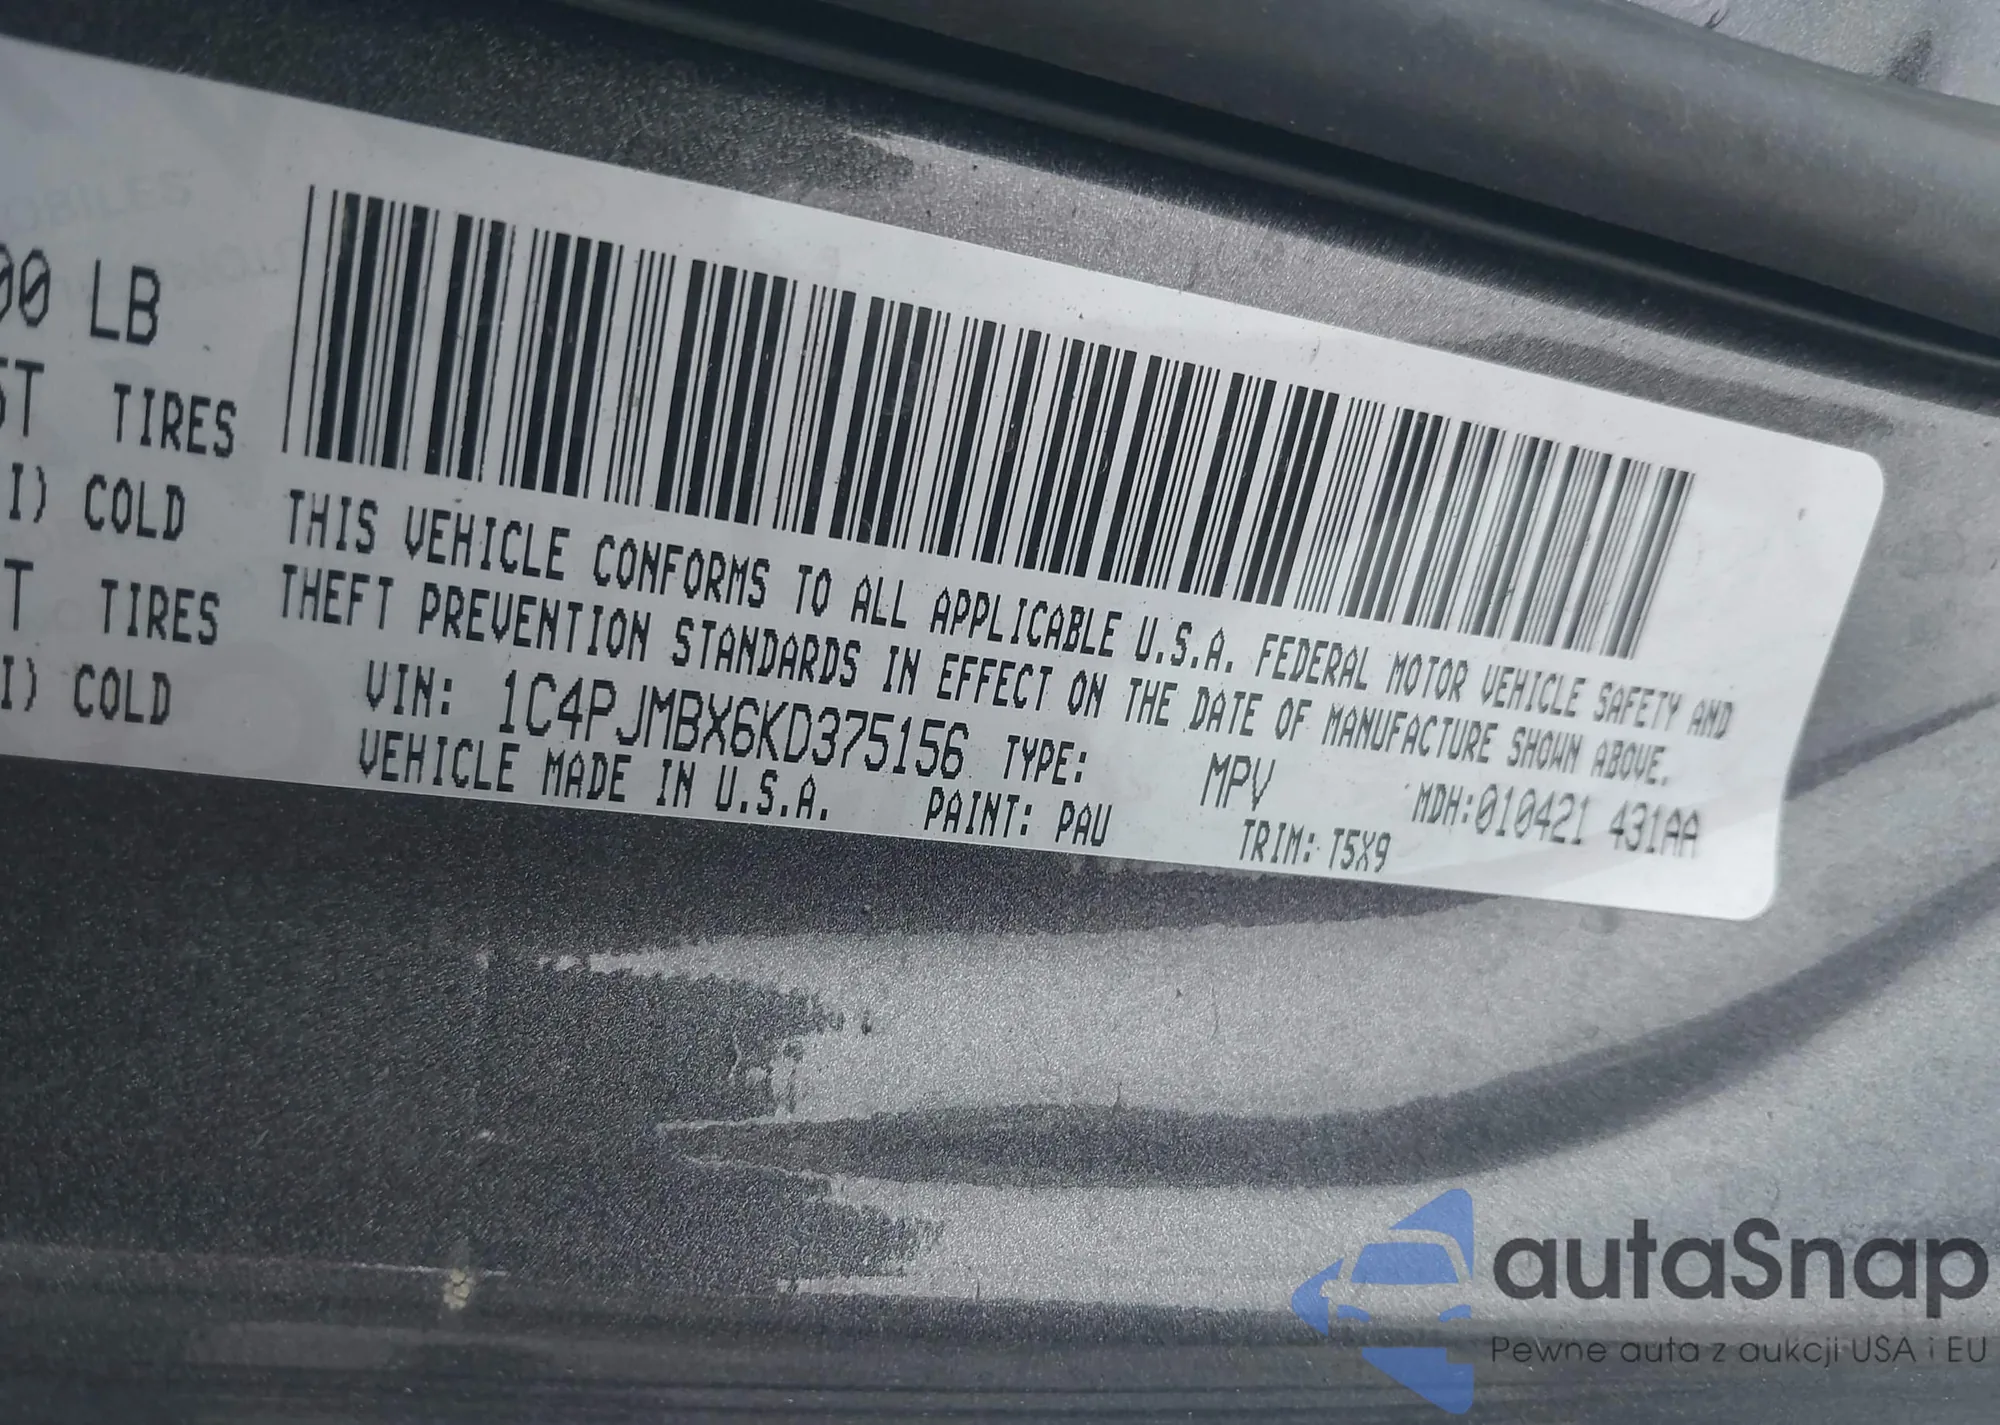 OBILES
00 LB
5T TIRES
I) COLD
T TIRES
I) COLD
THIS VEHICLE CONFORMS TO ALL APPLICABLE U.S.A. FEDERAL MOTOR VEHICLE SAFETY AND
THEFT PREVENTION STANDARDS IN EFFECT ON THE DATE OF MANUFACTURE SHOWN ABOVE.
VIN: 1C4PJMBX6KD375156 TYPE: MPV MDH:010421 431AA
VEHICLE MADE IN U.S.A. PAINT: PAU TRIM: T5X9
autaSnap
Pewne auta z aukcji USA i EU